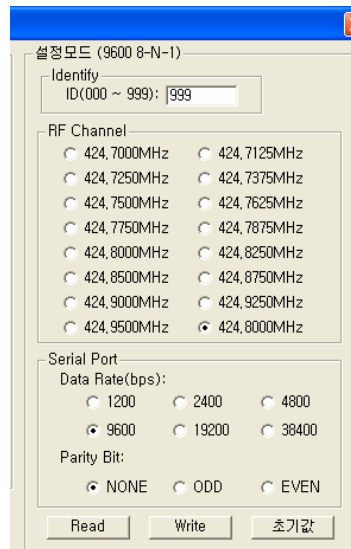 설정모드 (9600 8-N-1)
Identify
ID(000 ~ 999): 999
RF Channel
424,7000MHz 424,7125MHz
424,7250MHz 424,7375MHz
424,7500MHz 424,7625MHz
424,7750MHz 424,7875MHz
424,8000MHz 424,8250MHz
424,8500MHz 424,8750MHz
424,9000MHz 424,9250MHz
424,9500MHz 424,8000MHz
Serial Port
Data Rate(bps):
1200 2400 4800
9600 19200 38400
Parity Bit:
NONE ODD EVEN
Read Write 초기값